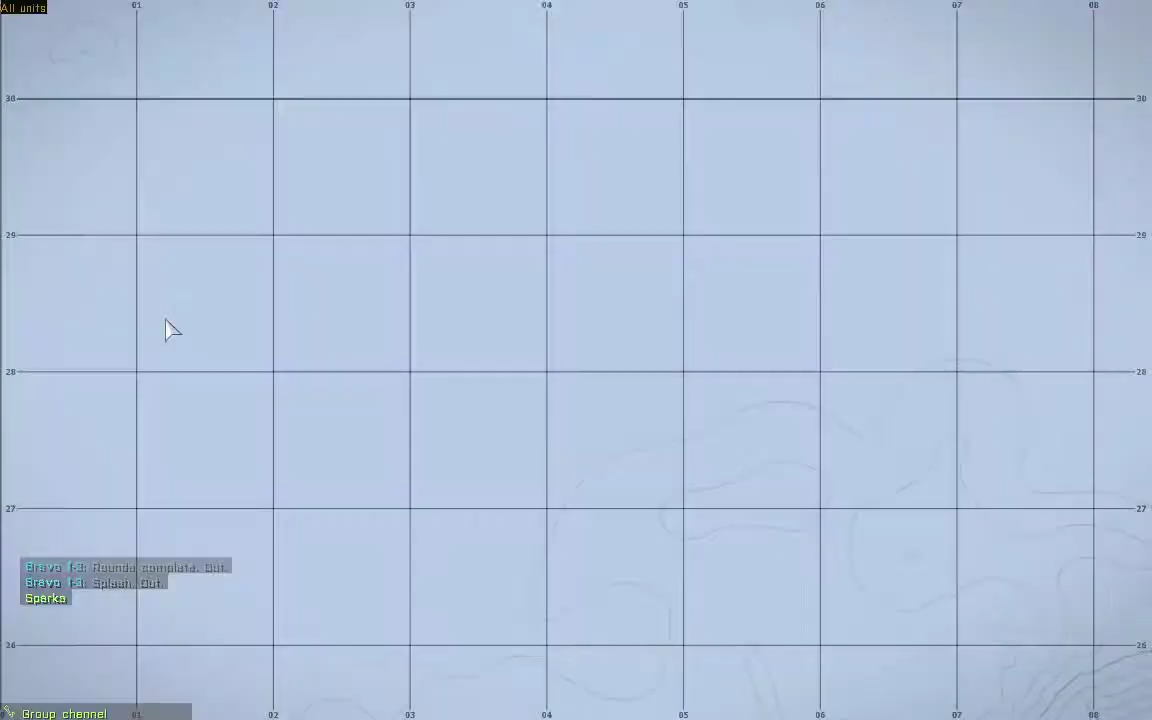 All units
01 02 03 04 05 06 07 08
30 30
29 29
28 28
27 27
Bravo 1-3: Rounds complete. Out.
Bravo 1-3: Splash. Out.
Sparks
26 26
Group channel
01 02 03 04 05 06 07 08